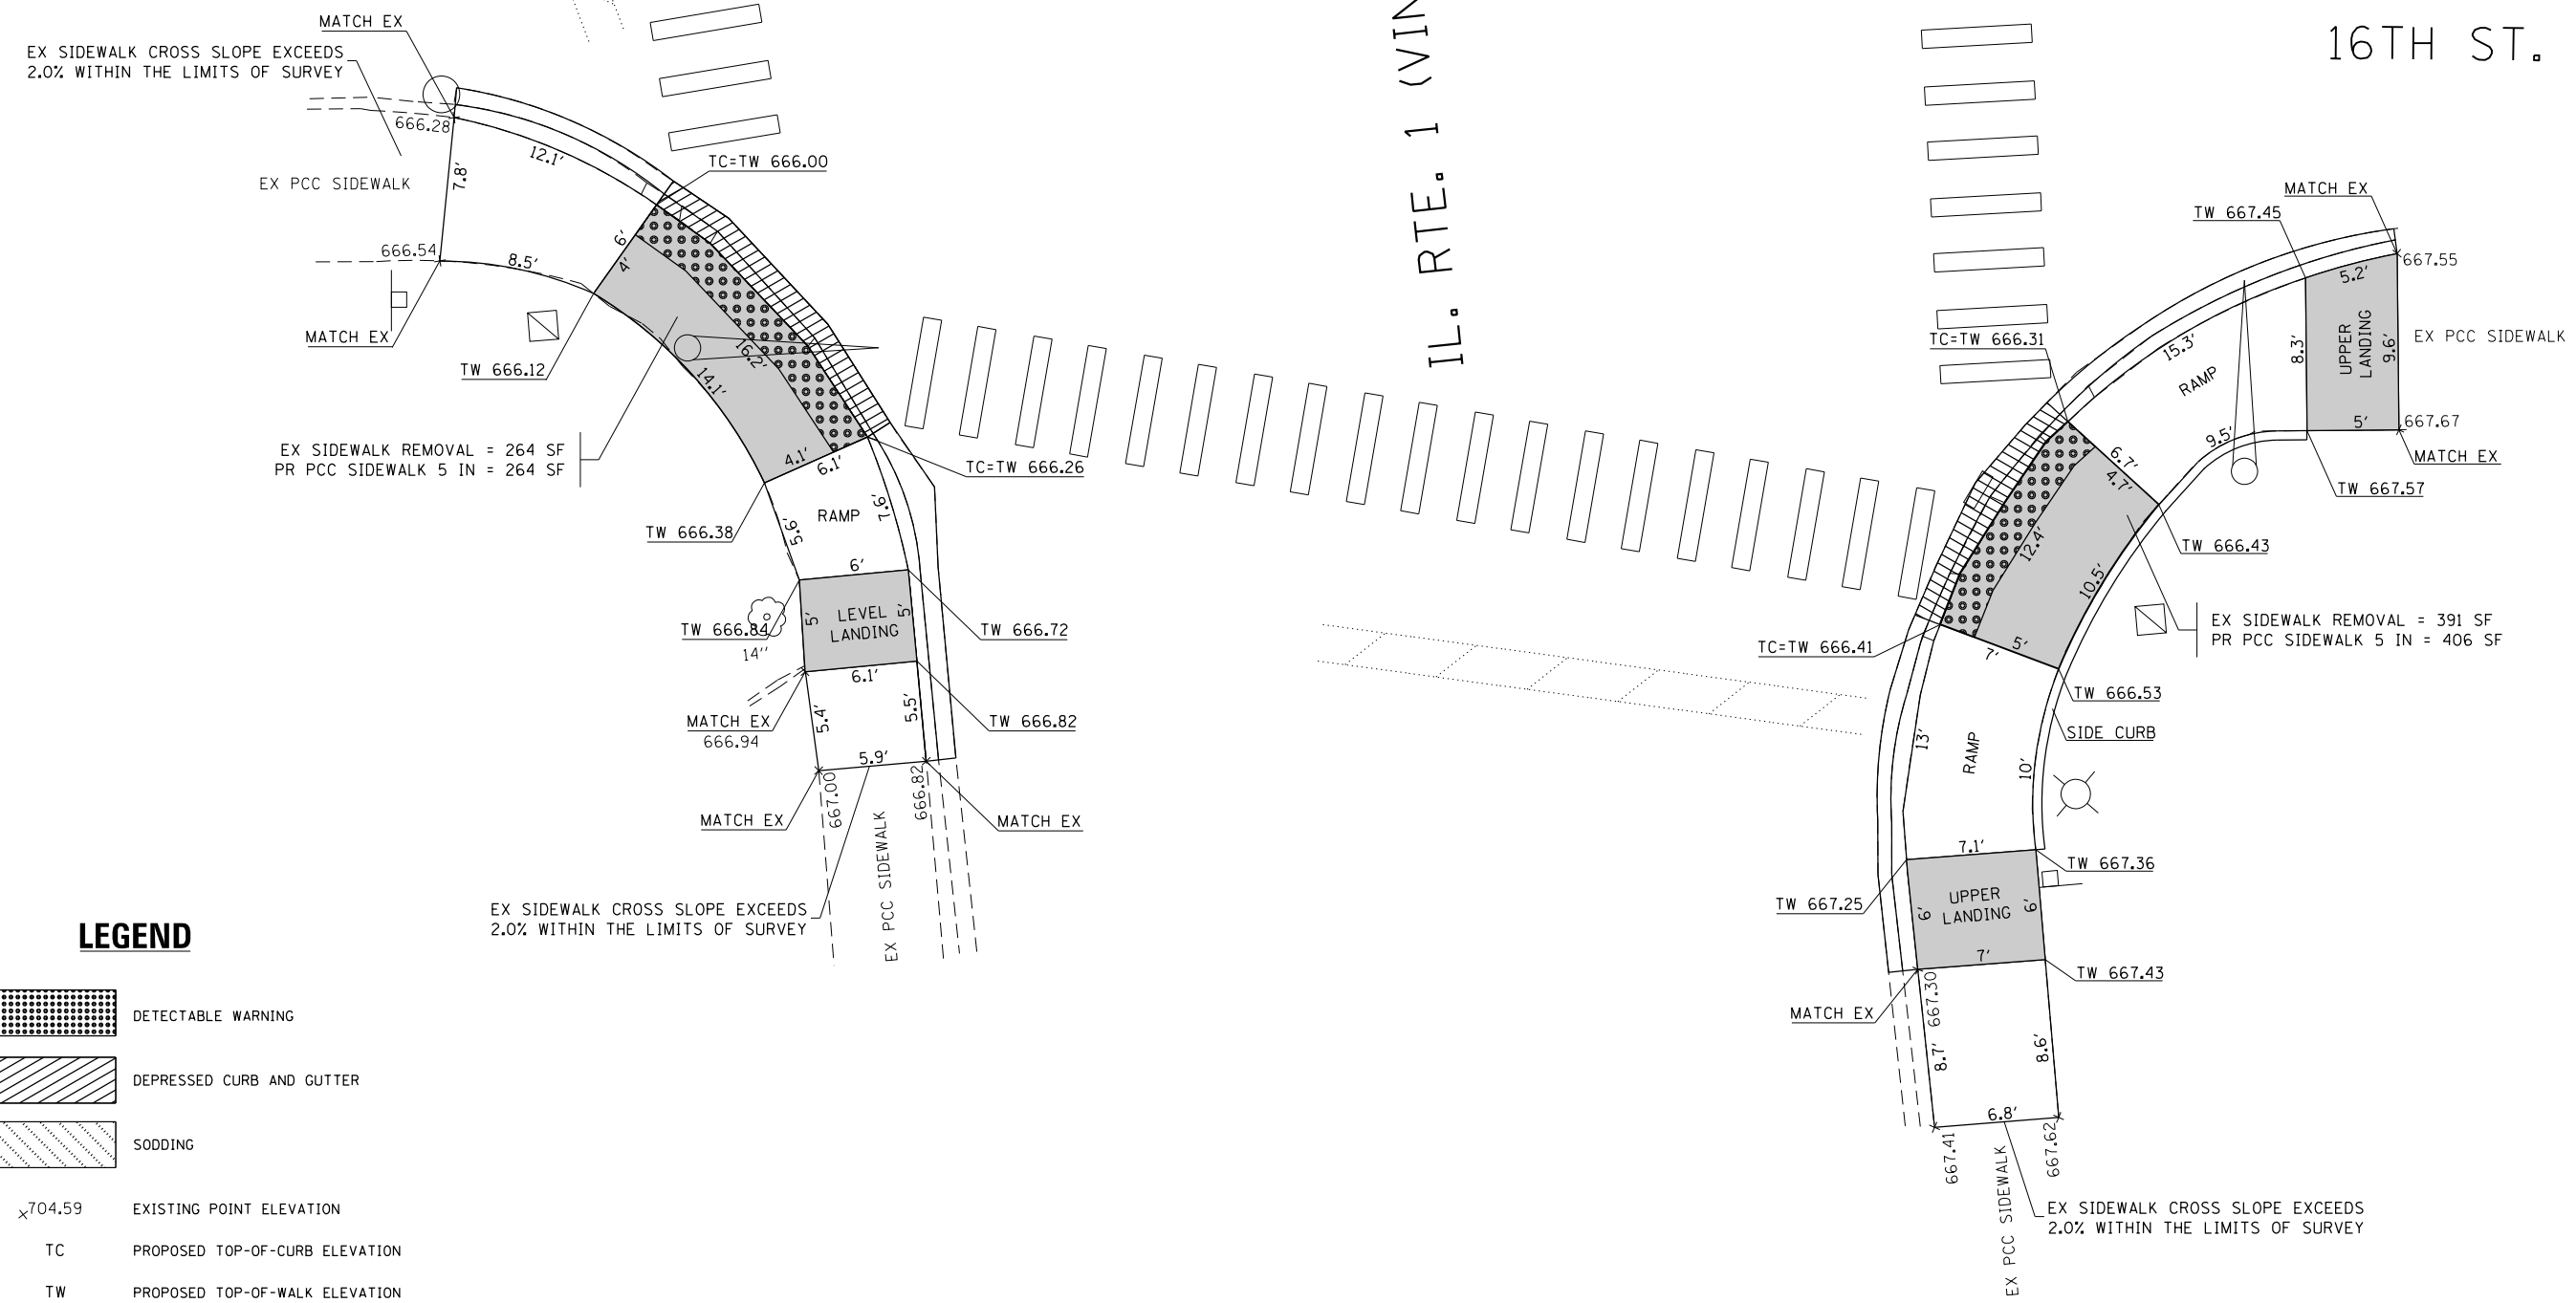 MATCH EX
EX SIDEWALK CROSS SLOPE EXCEEDS
2.0% WITHIN THE LIMITS OF SURVEY
666.28
12.1'
7.8'
EX PCC SIDEWALK
TC=TW 666.00
666.54
8.5'
6'
4'
MATCH EX
TW 666.12
16.2'
14.1'
EX SIDEWALK REMOVAL = 264 SF
PR PCC SIDEWALK 5 IN = 264 SF
4.1'
6.1'
TC=TW 666.26
RAMP
7.6'
5.6'
TW 666.38
6'
LEVEL
LANDING
5'
5'
TW 666.84
14''
TW 666.72
6.1'
MATCH EX
666.94
5.4'
5.5'
TW 666.82
5.9'
667.00
666.82
MATCH EX
MATCH EX
EX PCC SIDEWALK
EX SIDEWALK CROSS SLOPE EXCEEDS
2.0% WITHIN THE LIMITS OF SURVEY
IL. RTE. 1 (VIN
16TH ST.
MATCH EX
TW 667.45
667.55
5.2'
UPPER
LANDING
8.3'
9.6'
EX PCC SIDEWALK
5'
667.67
MATCH EX
TW 667.57
TC=TW 666.31
15.3'
RAMP
9.5'
6.7'
4.7'
TW 666.43
12.4'
10.5'
EX SIDEWALK REMOVAL = 391 SF
PR PCC SIDEWALK 5 IN = 406 SF
TC=TW 666.41
5'
7'
TW 666.53
SIDE CURB
13'
RAMP
10'
7.1'
TW 667.36
TW 667.25
UPPER
LANDING
6'
6'
7'
TW 667.43
MATCH EX
667.30
8.7'
8.6'
6.8'
667.41
667.62
EX PCC SIDEWALK
EX SIDEWALK CROSS SLOPE EXCEEDS
2.0% WITHIN THE LIMITS OF SURVEY
LEGEND
DETECTABLE WARNING
DEPRESSED CURB AND GUTTER
SODDING
x704.59 EXISTING POINT ELEVATION
TC PROPOSED TOP-OF-CURB ELEVATION
TW PROPOSED TOP-OF-WALK ELEVATION